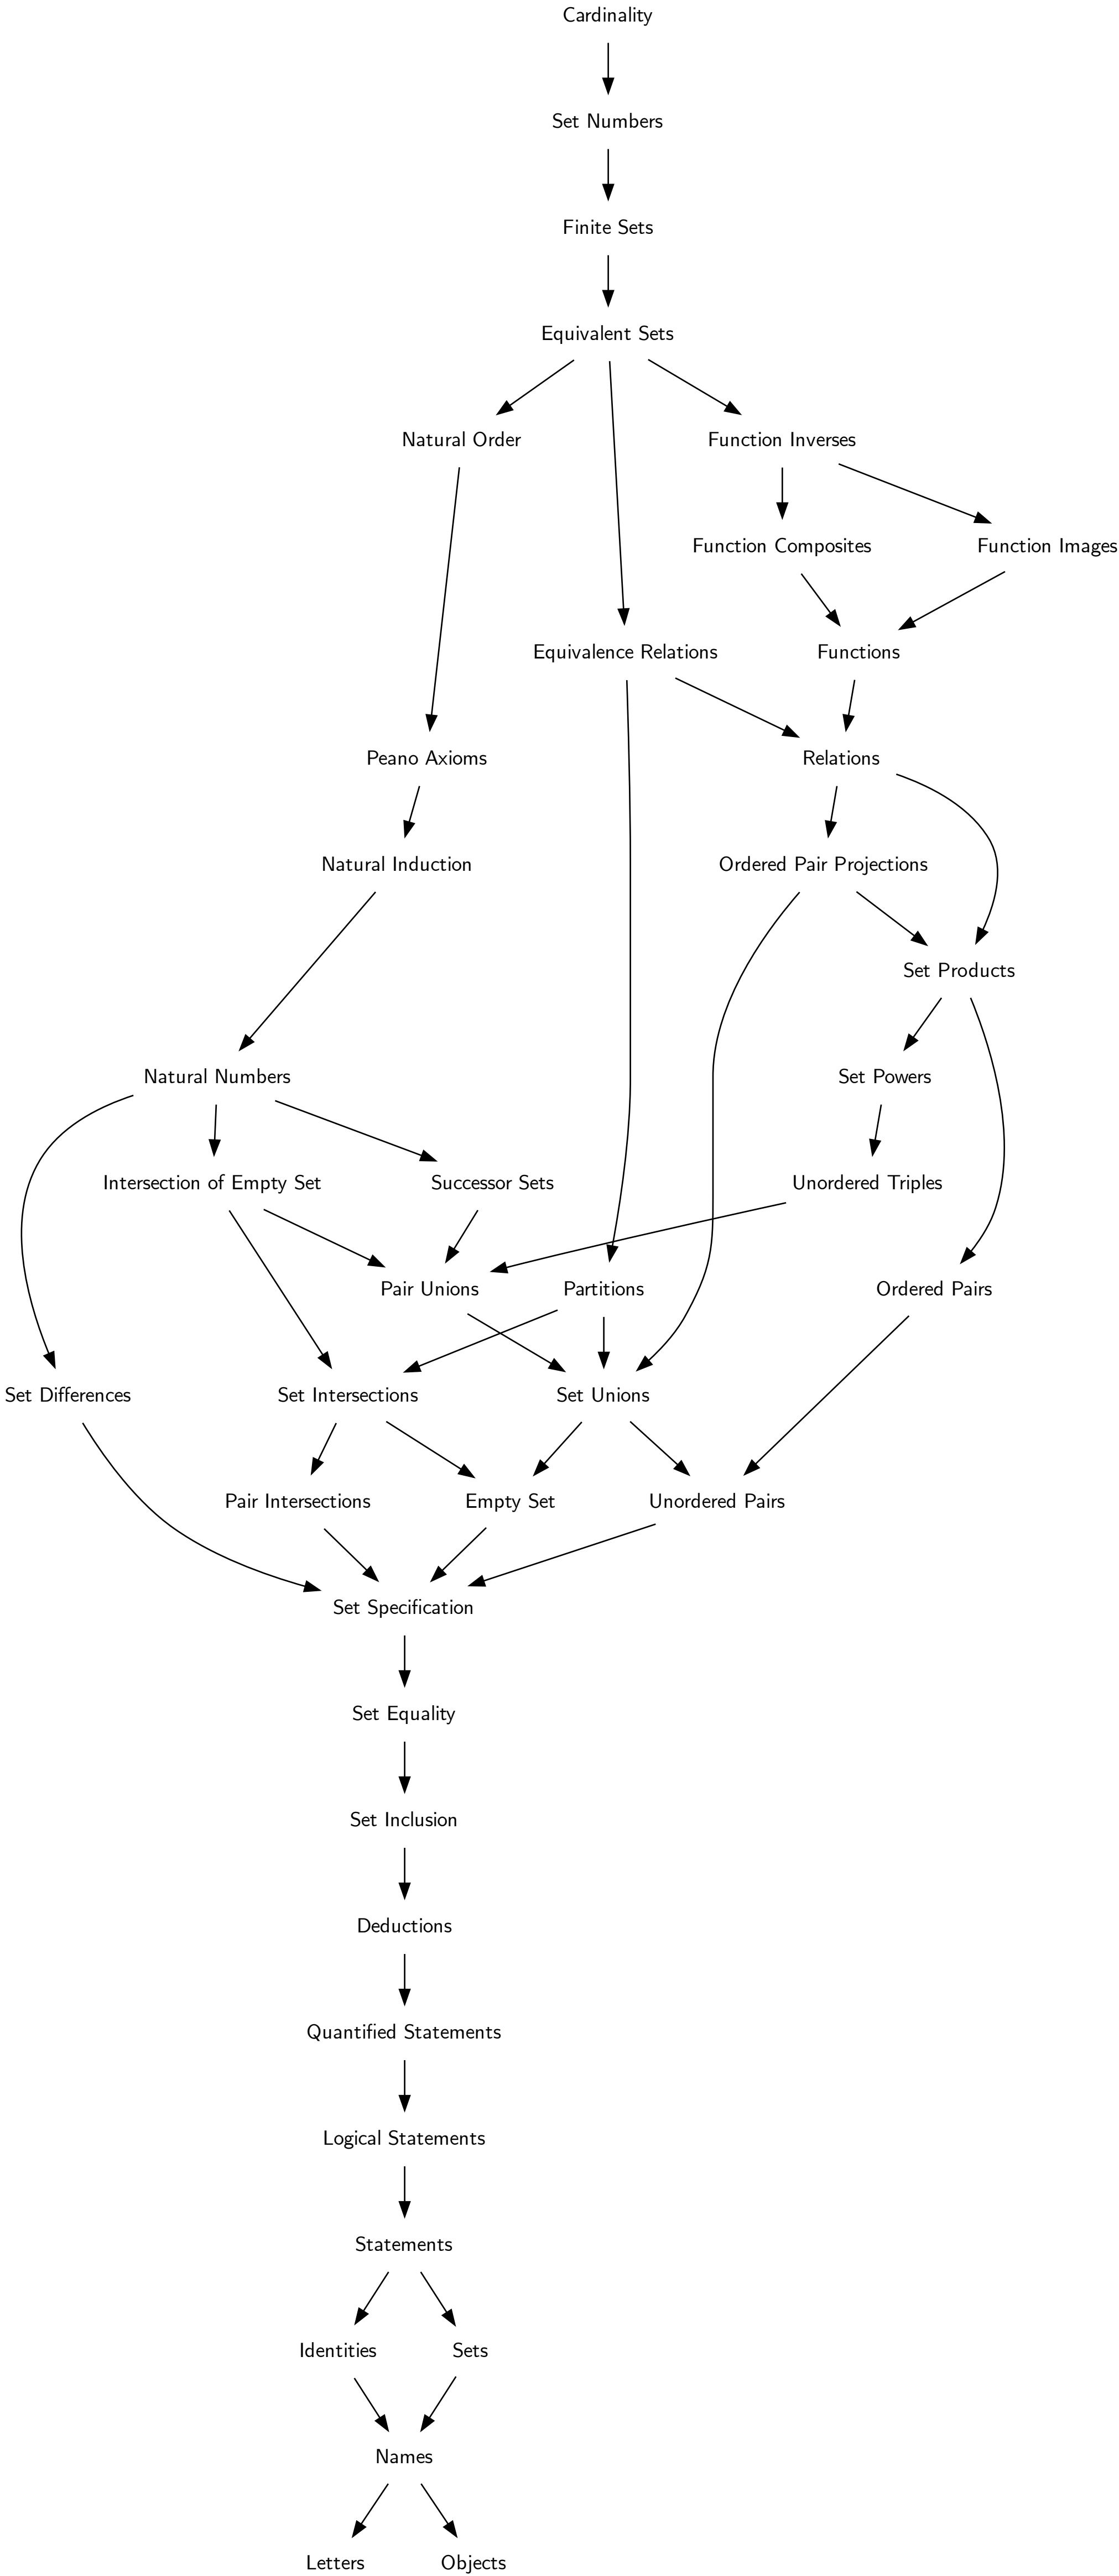 Cardinality
Set Numbers
Finite Sets
Equivalent Sets
Natural Order
Function Inverses
Function Composites
Function Images
Equivalence Relations
Functions
Peano Axioms
Relations
Natural Induction
Ordered Pair Projections
Set Products
Natural Numbers
Set Powers
Intersection of Empty Set
Successor Sets
Unordered Triples
Pair Unions
Partitions
Ordered Pairs
Set Differences
Set Intersections
Set Unions
Pair Intersections
Empty Set
Unordered Pairs
Set Specification
Set Equality
Set Inclusion
Deductions
Quantified Statements
Logical Statements
Statements
Identities
Sets
Names
Letters
Objects